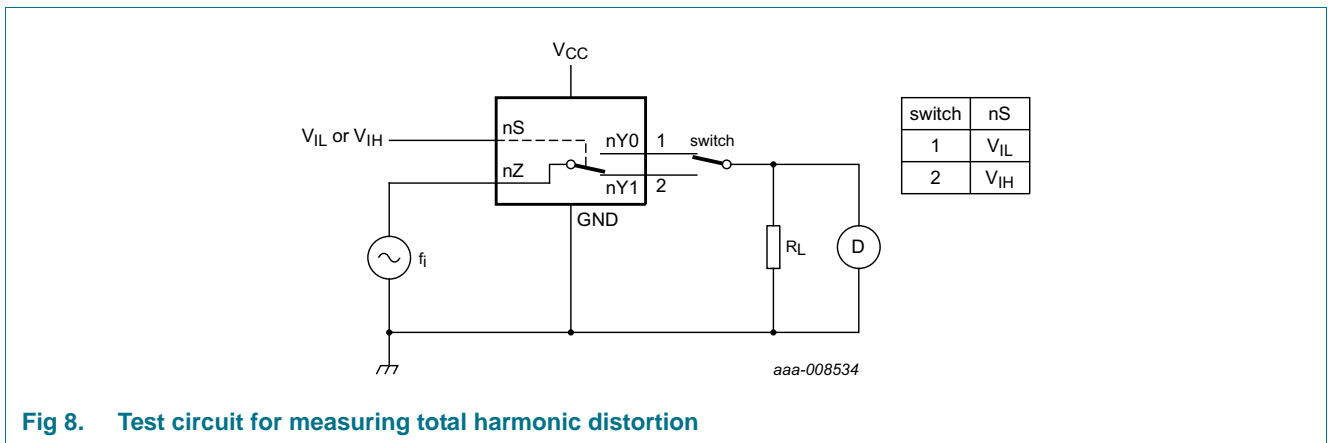 VCC
VIL or VIH
nS
nY0 1 switch
nZ
nY1 2
GND
fi
RL
D
switch nS
1 VIL
2 VIH
aaa-008534
Fig 8. Test circuit for measuring total harmonic distortion